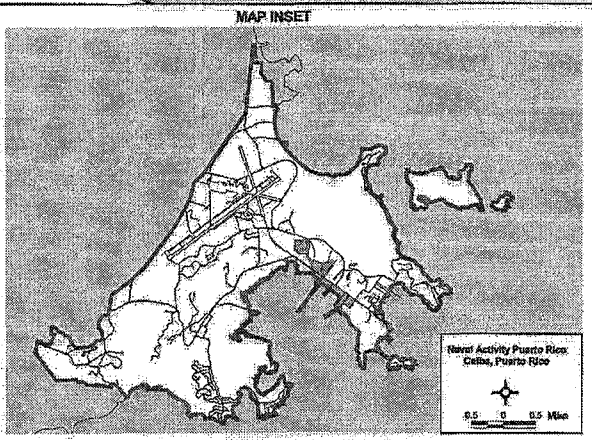 MAP INSET
Naval Activity Puerto Rico
Ceiba, Puerto Rico
0.5 0 0.5 Miles